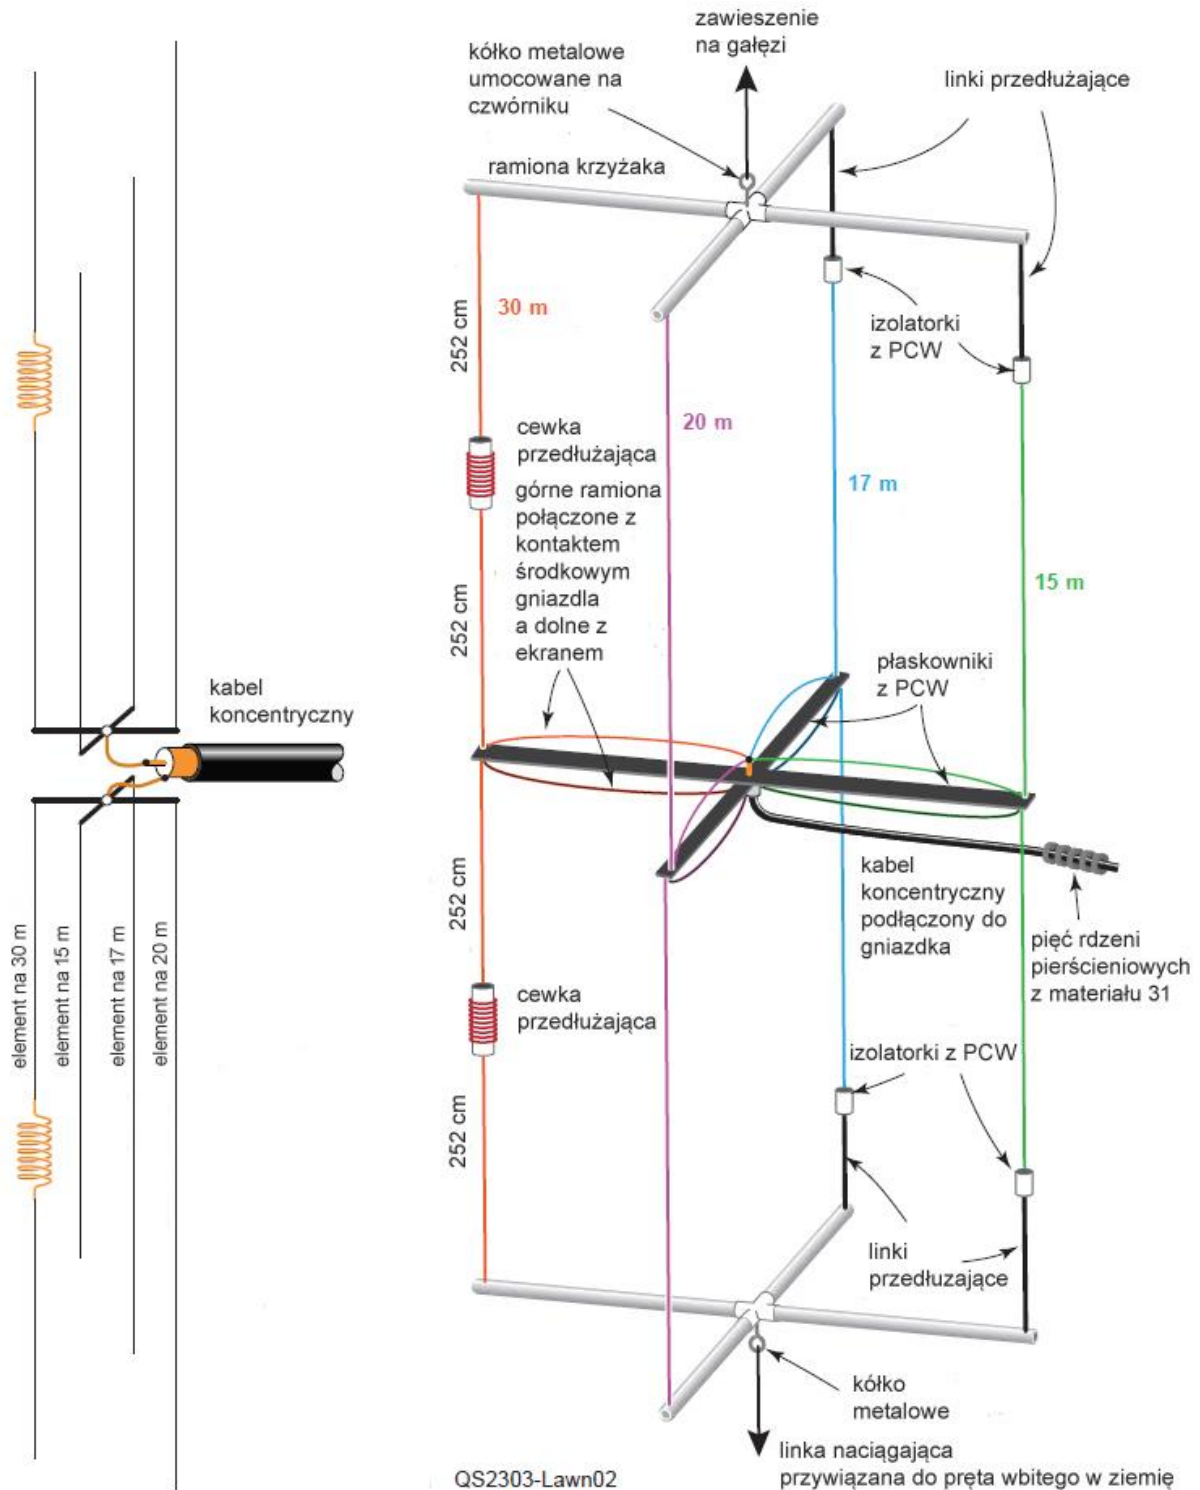 zawieszenie
na gałęzi
kółko metalowe
umocowane na
czwórniku
linki przedłużające
ramiona krzyżaka
252 cm
30 m
izolatorki
z PCW
20 m
cewka
przedłużająca
17 m
górne ramiona
połączone z
kontaktem
środkowym
gniazdla
a dolne z
ekranem
252 cm
15 m
płaskowniki
z PCW
kabel
koncentryczny
252 cm
kabel
koncentryczny
podłączony do
gniazdka
pięć rdzeni
pierścieniowych
z materiału 31
element na 30 m
element na 15 m
element na 17 m
element na 20 m
cewka
przedłużająca
izolatorki z PCW
252 cm
linki
przedłuzające
kółko
metalowe
linka naciągająca
przywiązana do pręta wbitego w ziemię
QS2303-Lawn02